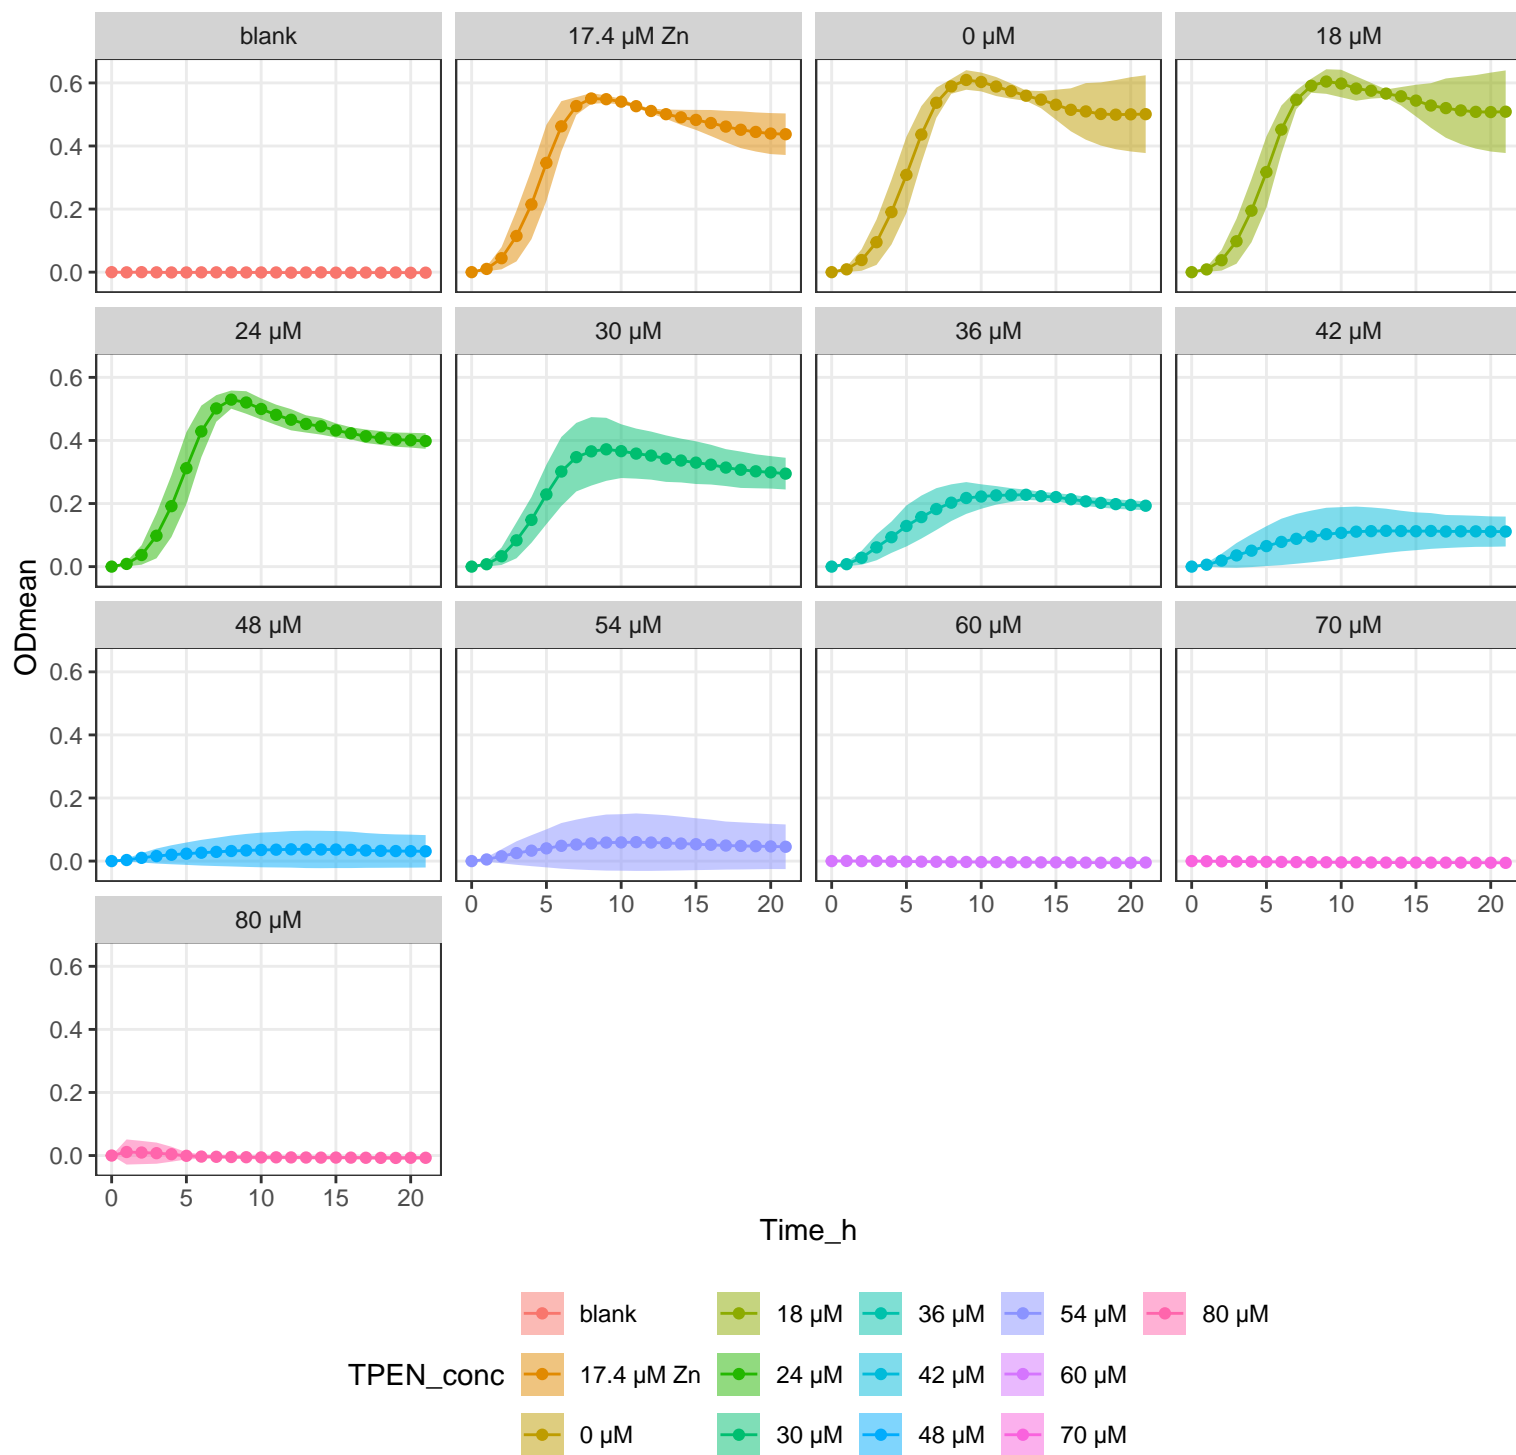 blank
17.4 µM Zn
0 µM
18 µM
0.6
0.4
0.2
0.0
24 µM
30 µM
36 µM
42 µM
0.6
0.4
0.2
0.0
ODmean
48 µM
54 µM
60 µM
70 µM
0.6
0.4
0.2
0.0
0 5 10 15 20
0 5 10 15 20
0 5 10 15 20
80 µM
0.6
0.4
0.2
0.0
0 5 10 15 20
Time_h
TPEN_conc
blank
17.4 µM Zn
0 µM
18 µM
24 µM
30 µM
36 µM
42 µM
48 µM
54 µM
60 µM
70 µM
80 µM